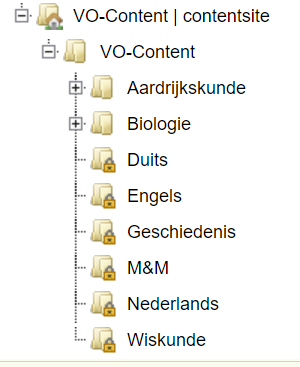 VO-Content | contentsite
VO-Content
Aardrijkskunde
Biologie
Duits
Engels
Geschiedenis
M&M
Nederlands
Wiskunde